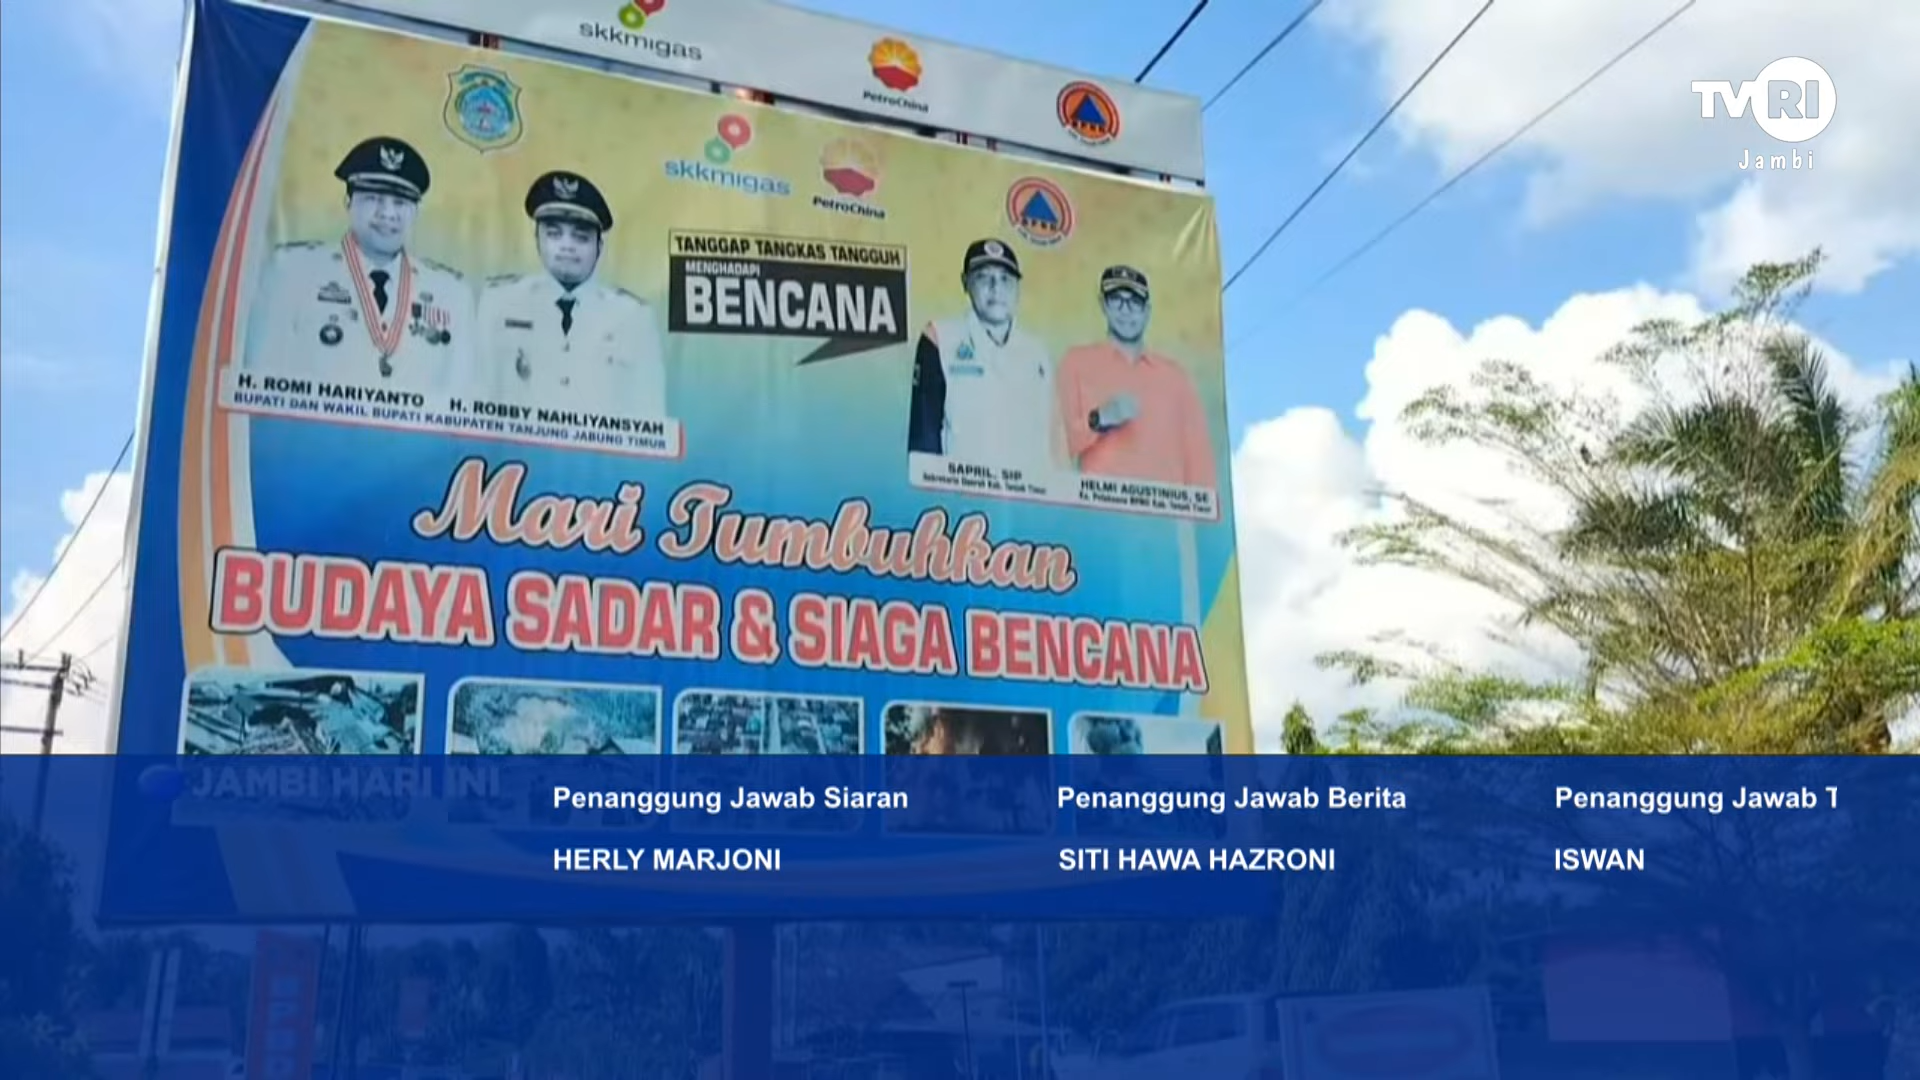 skkmigas
PetroChina
TVRI
Jambi
skkmigas
PetroChina
BPBD
TANGGAP TANGKAS TANGGUH
MENGHADAPI
BENCANA
H. ROMI HARIYANTO
H. ROBBY NAHLIYANSYAH
BUPATI DAN WAKIL BUPATI KABUPATEN TANJUNG JABUNG TIMUR
SAPRIL, SIP
HELMI AGUSTINIUS, SE
Mari Tumbuhkan
BUDAYA SADAR & SIAGA BENCANA
JAMBI HARI INI
Penanggung Jawab Siaran
HERLY MARJONI
Penanggung Jawab Berita
SITI HAWA HAZRONI
Penanggung Jawab T
ISWAN